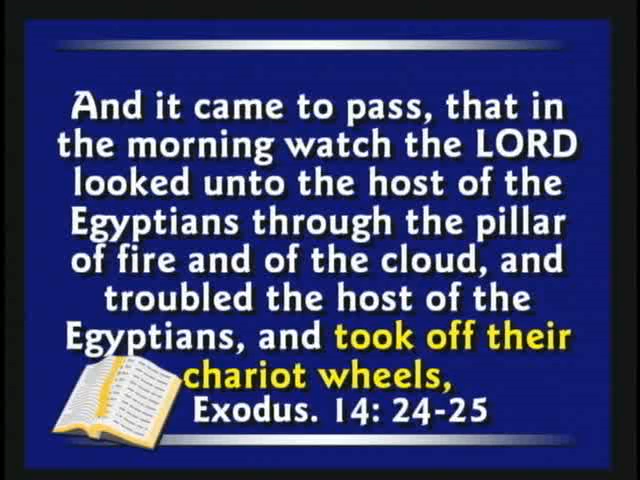 And it came to pass, that in
the morning watch the LORD
looked unto the host of the
Egyptians through the pillar
of fire and of the cloud, and
troubled the host of the
Egyptians, and took off their
chariot wheels,
Exodus. 14: 24-25